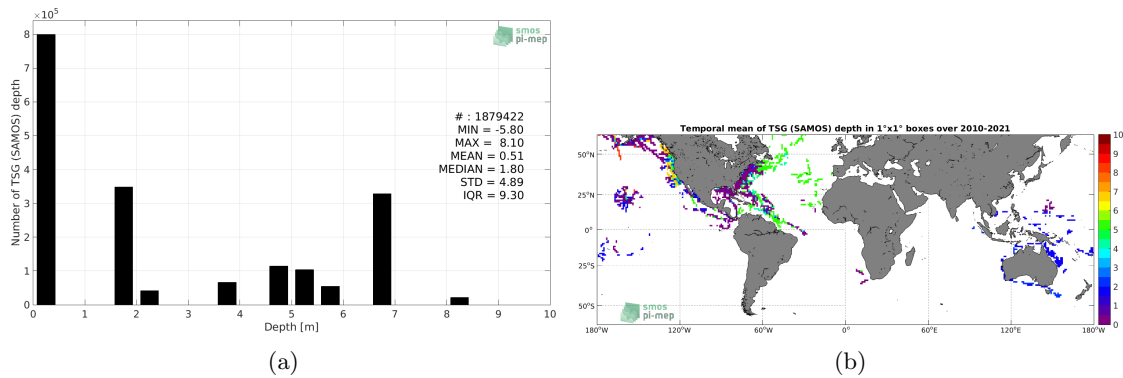 ×10⁵
8
7
6
5
4
3
2
1
0
Number of TSG (SAMOS) depth
smos
pi-mep
# : 1879422
MIN = -5.80
MAX = 8.10
MEAN = 0.51
MEDIAN = 1.80
STD = 4.89
IQR = 9.30
0 1 2 3 4 5 6 7 8 9 10
Depth [m]
(a)
Temporal mean of TSG (SAMOS) depth in 1°x1° boxes over 2010-2021
50°N
25°N
0°
25°S
50°S
smos
pi-mep
180°W 120°W 60°W 0° 60°E 120°E 180°E
10
9
8
7
6
5
4
3
2
1
0
(b)